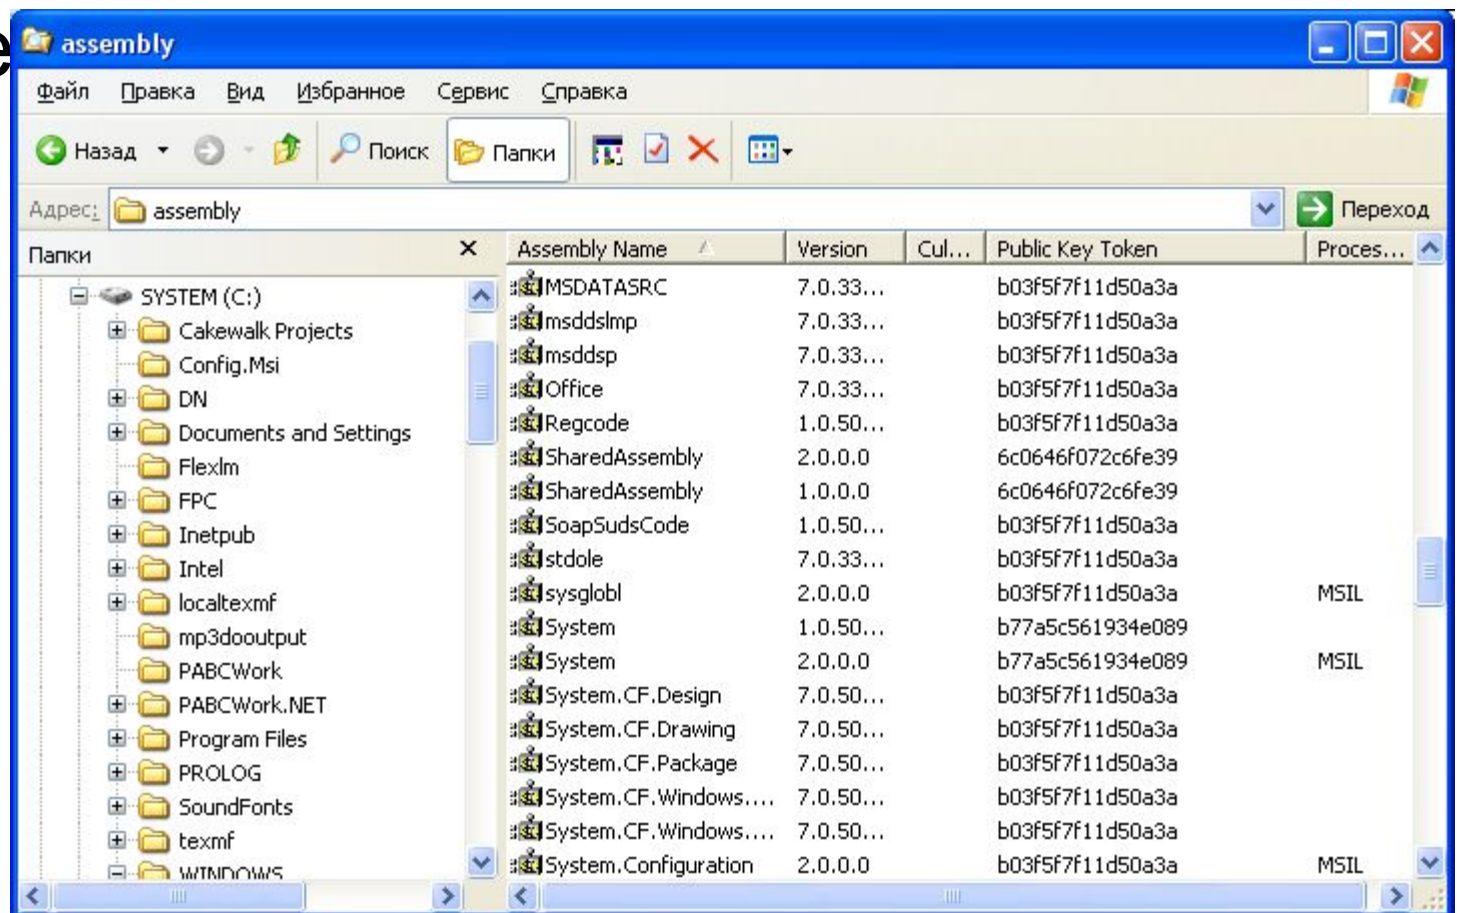 e
assembly
Файл Правка Вид Избранное Сервис Справка
Назад Поиск Папки
Адрес: assembly Переход
Папки
SYSTEM (C:)
Cakewalk Projects
Config.Msi
DN
Documents and Settings
Flexlm
FPC
Inetpub
Intel
localtexmf
mp3dooutput
PABCWork
PABCWork.NET
Program Files
PROLOG
SoundFonts
texmf
WINDOWS
Assembly Name Version Cul... Public Key Token Proces...
MSDATASRC 7.0.33... b03f5f7f11d50a3a
msddslmp 7.0.33... b03f5f7f11d50a3a
msddsp 7.0.33... b03f5f7f11d50a3a
Office 7.0.33... b03f5f7f11d50a3a
Regcode 1.0.50... b03f5f7f11d50a3a
SharedAssembly 2.0.0.0 6c0646f072c6fe39
SharedAssembly 1.0.0.0 6c0646f072c6fe39
SoapSudsCode 1.0.50... b03f5f7f11d50a3a
stdole 7.0.33... b03f5f7f11d50a3a
sysglobl 2.0.0.0 b03f5f7f11d50a3a MSIL
System 1.0.50... b77a5c561934e089
System 2.0.0.0 b77a5c561934e089 MSIL
System.CF.Design 7.0.50... b03f5f7f11d50a3a
System.CF.Drawing 7.0.50... b03f5f7f11d50a3a
System.CF.Package 7.0.50... b03f5f7f11d50a3a
System.CF.Windows.... 7.0.50... b03f5f7f11d50a3a
System.CF.Windows.... 7.0.50... b03f5f7f11d50a3a
System.Configuration 2.0.0.0 b03f5f7f11d50a3a MSIL